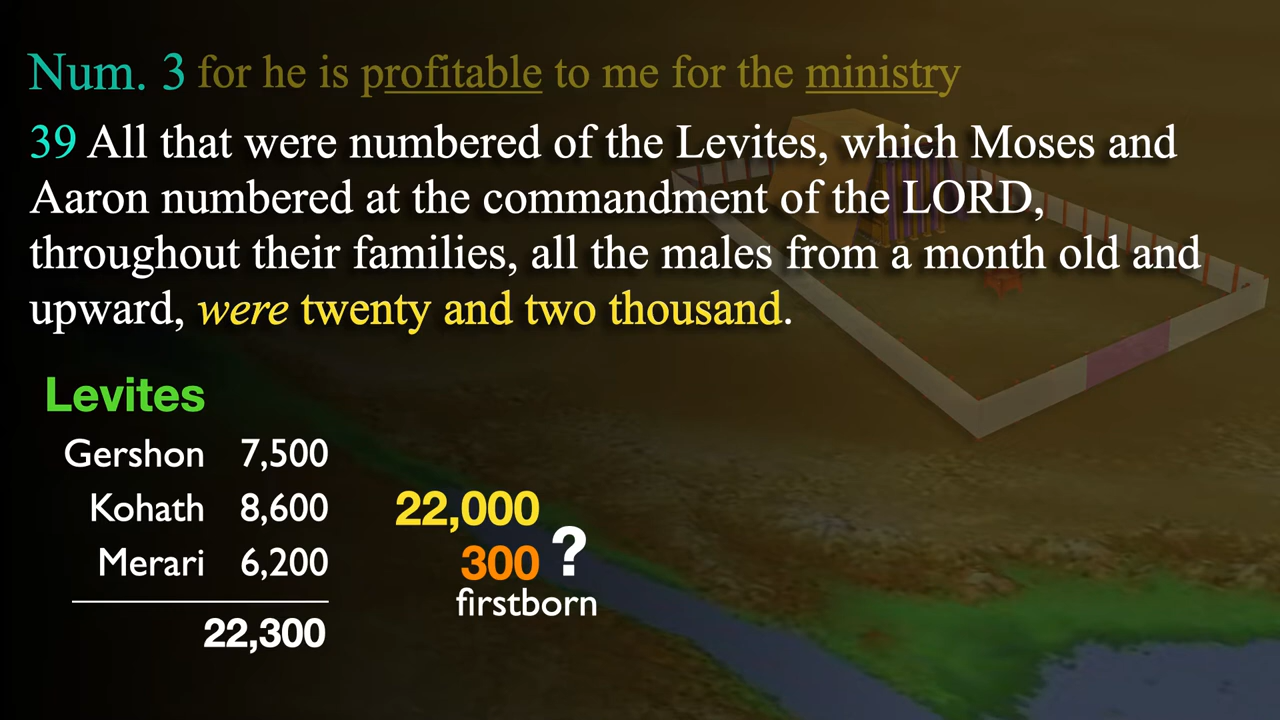 Num. 3 for he is profitable to me for the ministry
39 All that were numbered of the Levites, which Moses and
Aaron numbered at the commandment of the LORD,
throughout their families, all the males from a month old and
upward, were twenty and two thousand.
Levites
Gershon 7,500
Kohath 8,600
Merari 6,200
22,300
22,000
300 ?
firstborn